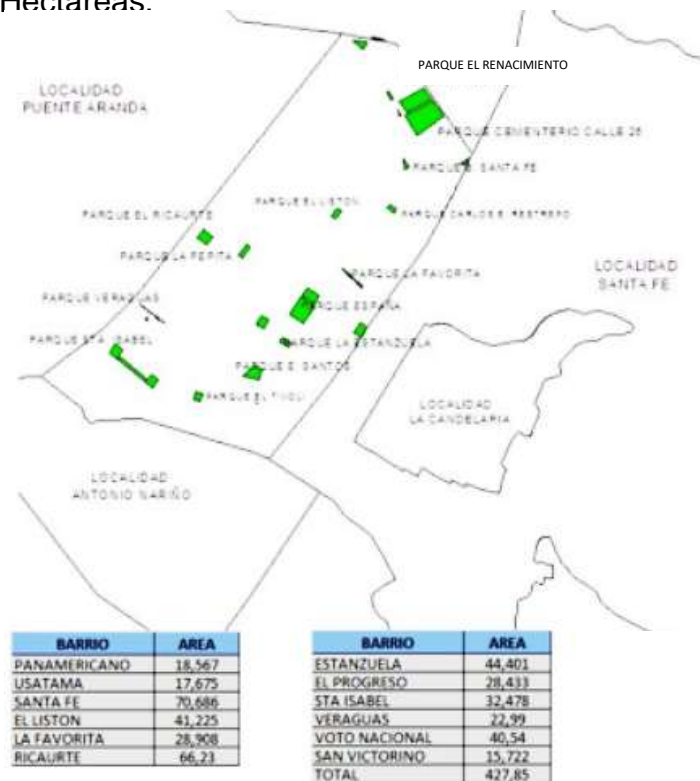 Hectáreas.
PARQUE EL RENACIMIENTO
LOCALIDAD
PUENTE ARANDA
PARQUE CEMENTERIO CALLE 26
PARQUE E. SANTA FE
PARQUE EL LISTON
PARQUE CARLOS E. RESTREPO
PARQUE EL RICAURTE
PARQUE LA PEPITA
LOCALIDAD
SANTA FE
PARQUE LA FAVORITA
PARQUE VERAGUAS
PARQUE ESPAÑA
PARQUE STA. ISABEL
PARQUE LA ESTANZUELA
PARQUE E. SANTOS
PARQUE EL TIVOLI
LOCALIDAD
LA CANDELARIA
LOCALIDAD
ANTONIO NARIÑO
BARRIO AREA
PANAMERICANO 18,567
USATAMA 17,675
SANTA FE 70,686
EL LISTON 41,225
LA FAVORITA 28,908
RICAURTE 66,23
BARRIO AREA
ESTANZUELA 44,401
EL PROGRESO 28,433
STA ISABEL 32,478
VERAGUAS 22,99
VOTO NACIONAL 40,54
SAN VICTORINO 15,722
TOTAL 427,85